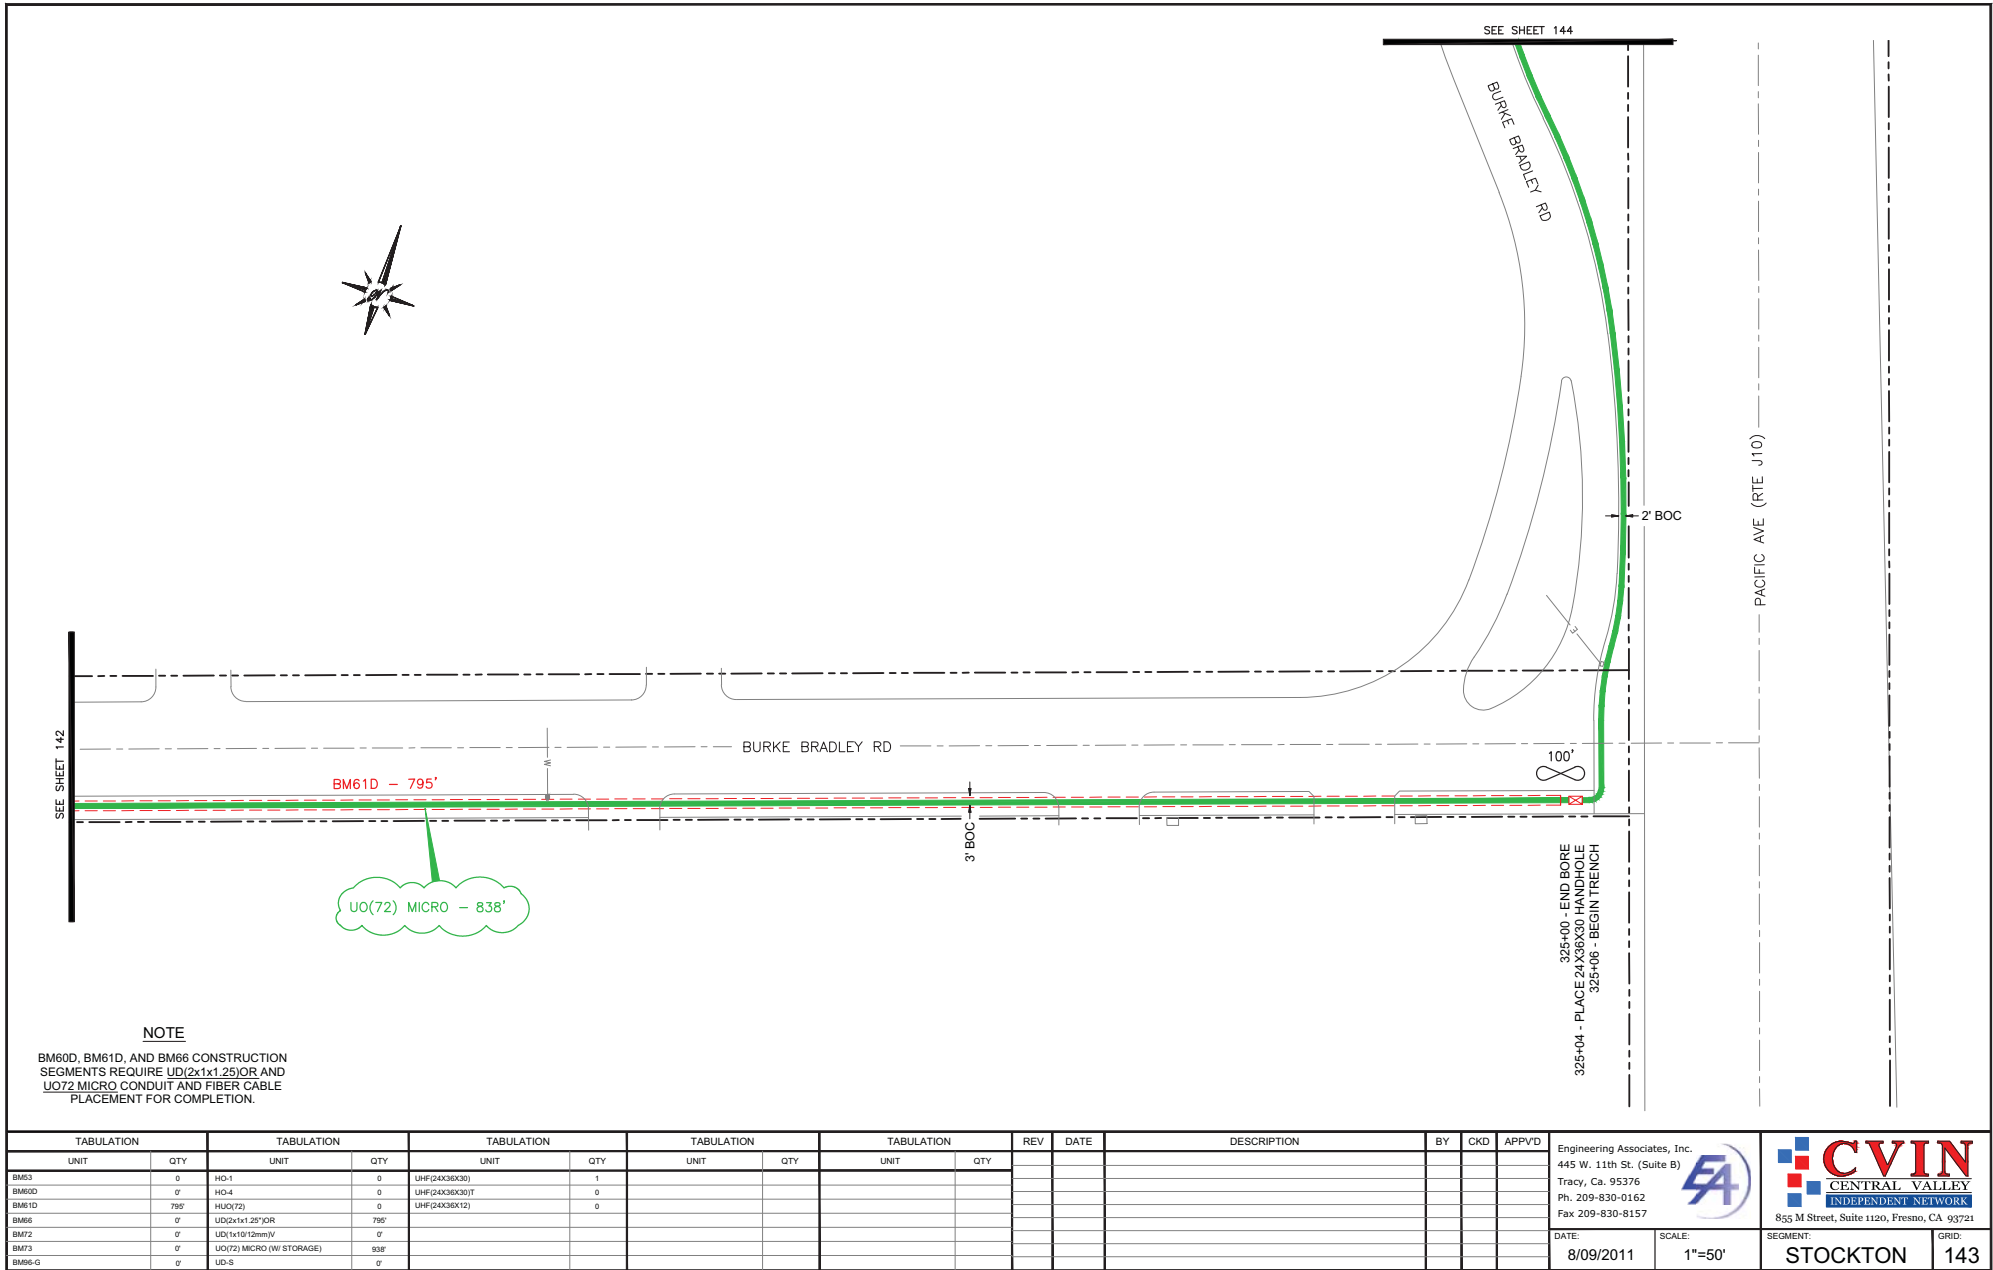 SEE SHEET 144
BURKE BRADLEY RD
2' BOC
PACIFIC AVE (RTE J10)
SEE SHEET 142
BURKE BRADLEY RD
W
E
100'
BM61D - 795'
3' BOC
UO(72) MICRO - 838'
325+00 - END BORE
325+04 - PLACE 24X36X30 HANDHOLE
325+06 - BEGIN TRENCH
NOTE
BM60D, BM61D, AND BM66 CONSTRUCTION
SEGMENTS REQUIRE UD(2x1x1.25)OR AND
UO72 MICRO CONDUIT AND FIBER CABLE
PLACEMENT FOR COMPLETION.
TABULATION TABULATION TABULATION TABULATION TABULATION REV DATE DESCRIPTION BY CKD APPV'D
UNIT QTY UNIT QTY UNIT QTY UNIT QTY UNIT QTY
BM53 0 HO-1 0 UHF(24X36X30) 1
BM60D 0' HO-4 0 UHF(24X36X30)T 0
BM61D 795' HUO(72) 0 UHF(24X36X12) 0
BM66 0' UD(2x1x1.25")OR 795'
BM72 0' UD(1x10/12mm)V 0'
BM73 0' UO(72) MICRO (W/ STORAGE) 938'
BM96-G 0' UD-S 0'
Engineering Associates, Inc.
445 W. 11th St. (Suite B)
Tracy, Ca. 95376
Ph. 209-830-0162
Fax 209-830-8157
EA
CVIN
CENTRAL VALLEY
INDEPENDENT NETWORK
855 M Street, Suite 1120, Fresno, CA 93721
DATE: SCALE: SEGMENT: GRID:
8/09/2011 1"=50' STOCKTON 143